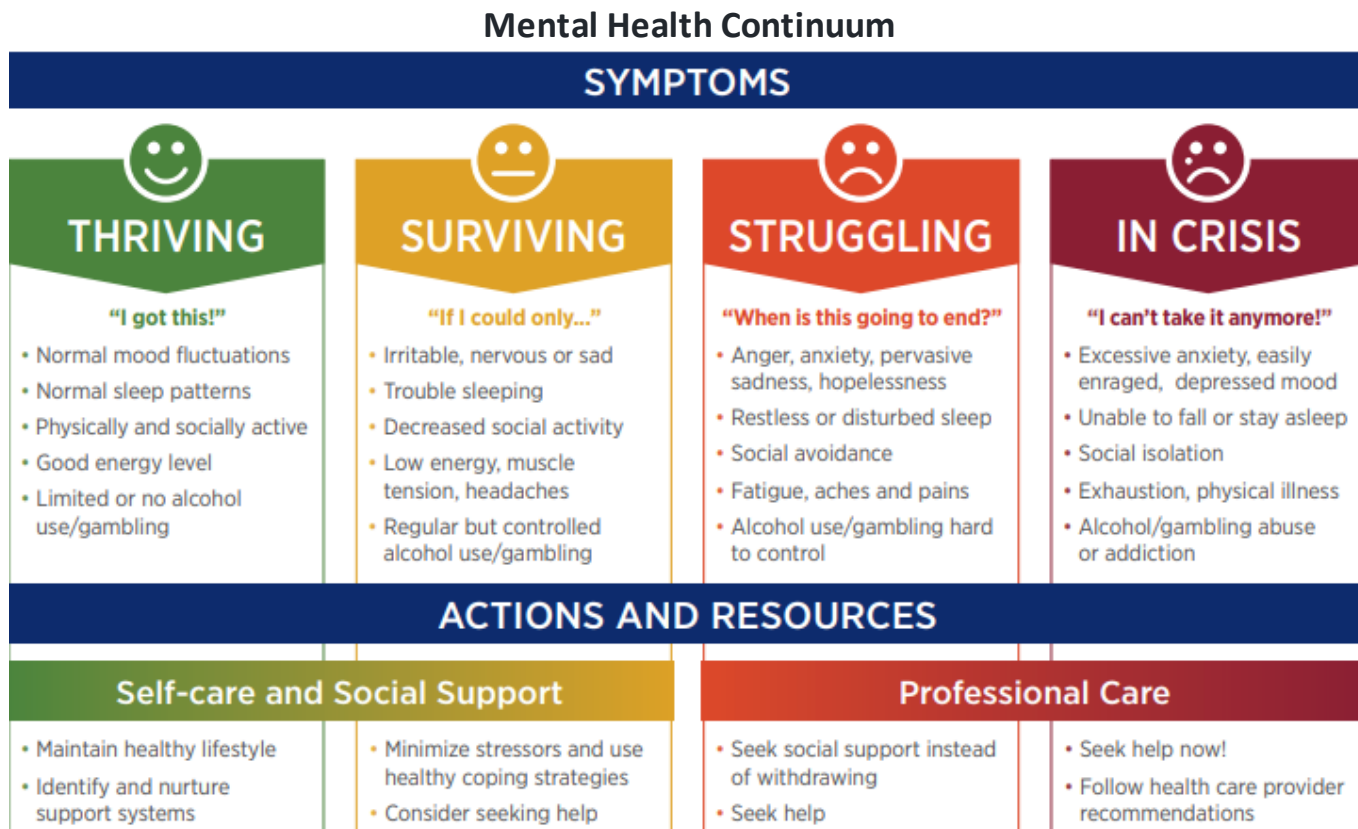 Mental Health Continuum
SYMPTOMS
THRIVING
"I got this!"
• Normal mood fluctuations
• Normal sleep patterns
• Physically and socially active
• Good energy level
• Limited or no alcohol
use/gambling
SURVIVING
"If I could only..."
• Irritable, nervous or sad
• Trouble sleeping
• Decreased social activity
• Low energy, muscle
tension, headaches
• Regular but controlled
alcohol use/gambling
STRUGGLING
"When is this going to end?"
• Anger, anxiety, pervasive
sadness, hopelessness
• Restless or disturbed sleep
• Social avoidance
• Fatigue, aches and pains
• Alcohol use/gambling hard
to control
IN CRISIS
"I can't take it anymore!"
• Excessive anxiety, easily
enraged, depressed mood
• Unable to fall or stay asleep
• Social isolation
• Exhaustion, physical illness
• Alcohol/gambling abuse
or addiction
ACTIONS AND RESOURCES
Self-care and Social Support
• Maintain healthy lifestyle
• Identify and nurture
support systems
• Minimize stressors and use
healthy coping strategies
• Consider seeking help
Professional Care
• Seek social support instead
of withdrawing
• Seek help
• Seek help now!
• Follow health care provider
recommendations